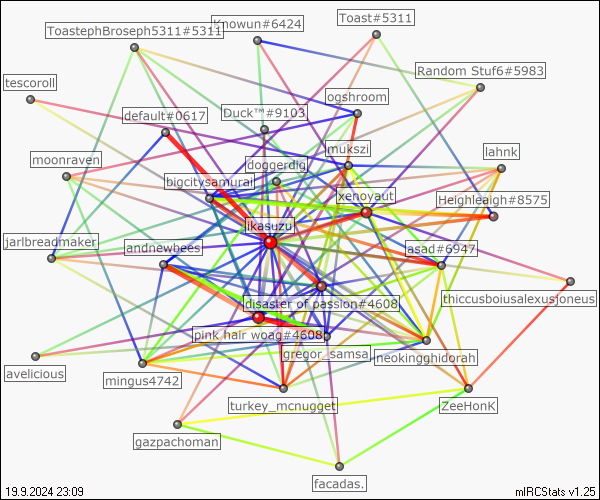 Knowun#6424
Toast#5311
ToastephBroseph5311#5311
Random Stuf6#5983
tescoroll
ogshroom
default#0617
Duck™#9103
mukszi
moonraven
doggerdig
lahnk
bigcitysamurai
xenoyaut
Heighleaigh#8575
likasuzu
jarlbreadmaker
andnewbees
asad#6947
disaster of passion#4608
thiccusboiusalexusjoneus
pink hair woag#4608
gregor_samsa
neokingghidorah
avelicious
mingus4742
turkey_mcnugget
ZeeHonK
gazpachoman
facadas.
19.9.2024 23:09
mIRCStats v1.25